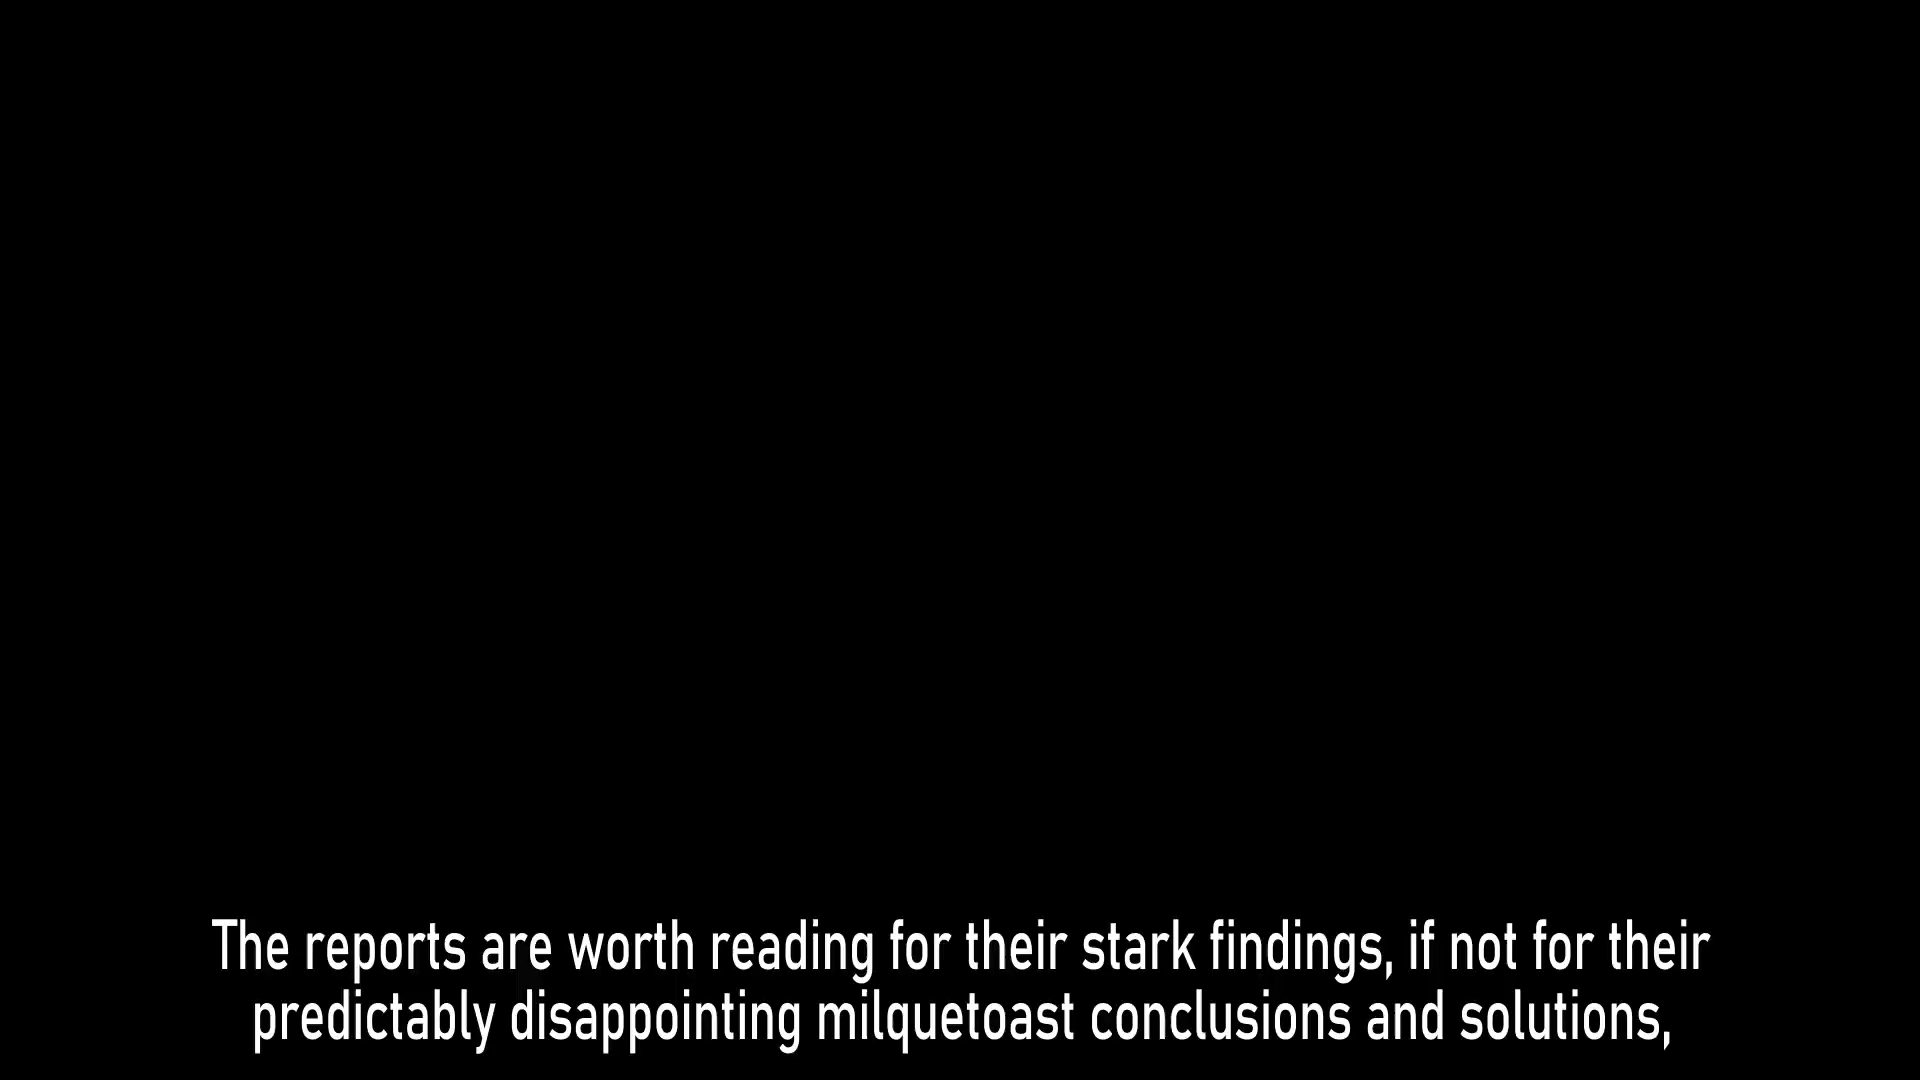 The reports are worth reading for their stark findings, if not for their
predictably disappointing milquetoast conclusions and solutions,